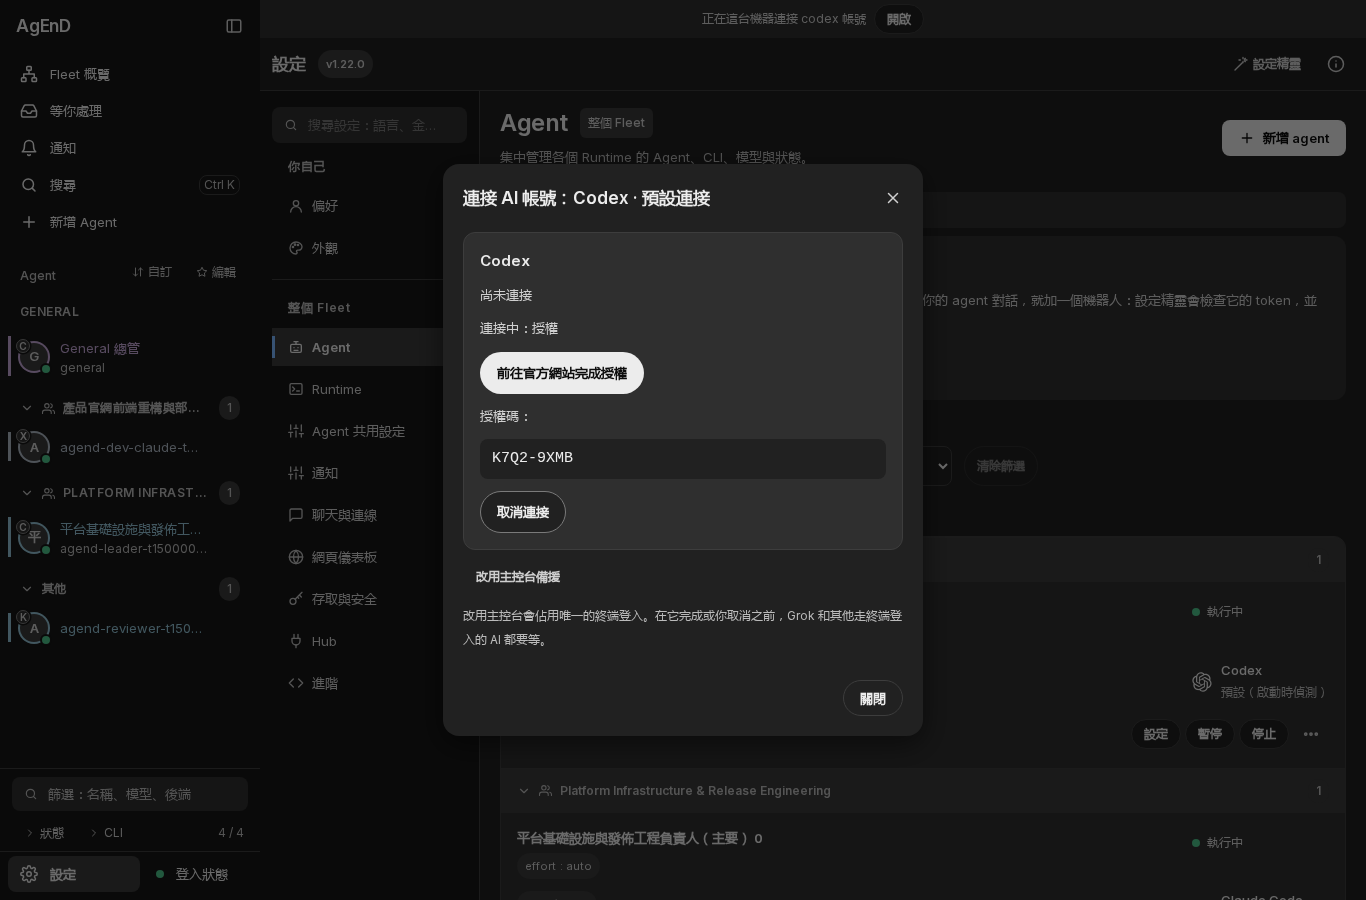 AgEnD
Fleet 概覽
等你處理
通知
搜尋
Ctrl K
新增 Agent
Agent
自訂
編輯
GENERAL
C
G
General 總管
general
產品官網前端重構與部…
1
X
A
agend-dev-claude-t…
PLATFORM INFRAST…
1
C
平
平台基礎設施與發佈工…
agend-leader-t150000…
其他
1
K
A
agend-reviewer-t150…
篩選：名稱、模型、後端
狀態
CLI
4 / 4
設定
登入狀態
正在這台機器連接 codex 帳號
開啟
設定
v1.22.0
設定精靈
搜尋設定：語言、金…
你自己
偏好
外觀
整個 Fleet
Agent
Runtime
Agent 共用設定
通知
聊天與連線
網頁儀表板
存取與安全
Hub
進階
Agent
整個 Fleet
集中管理各個 Runtime 的 Agent、CLI、模型與狀態。
新增 agent
你的 agent 對話，就加一個機器人：設定精靈會檢查它的 token，並
清除篩選
1
執行中
Codex
預設（啟動時偵測）
設定
暫停
停止
Platform Infrastructure & Release Engineering
1
平台基礎設施與發佈工程負責人（主要） 0
effort : auto
執行中
Claude Code
連接 AI 帳號：Codex · 預設連接
Codex
尚未連接
連接中：授權
前往官方網站完成授權
授權碼：
K7Q2-9XMB
取消連接
改用主控台備援
改用主控台會佔用唯一的終端登入。在它完成或你取消之前，Grok 和其他走終端登
入的 AI 都要等。
關閉